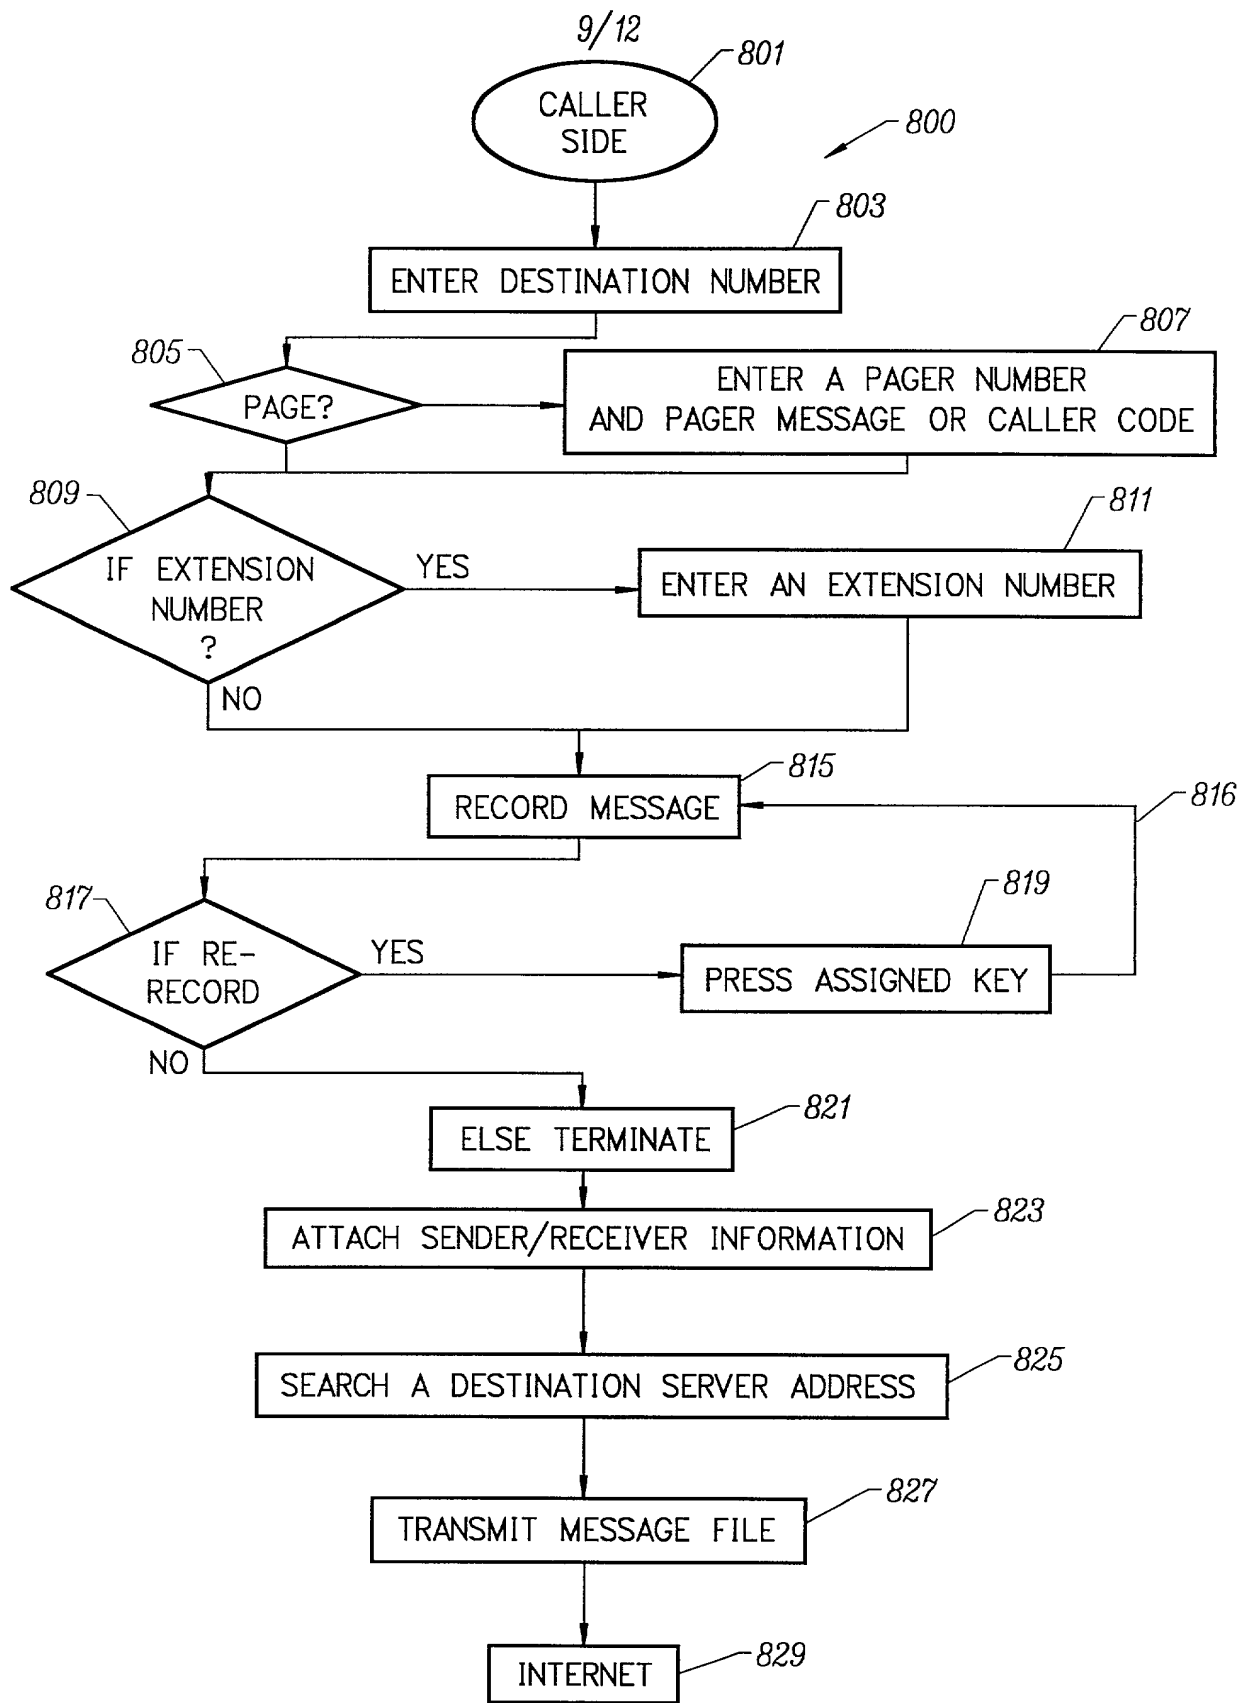 9/12
801
CALLER
SIDE
800
803
ENTER DESTINATION NUMBER
807
805
PAGE?
ENTER A PAGER NUMBER
AND PAGER MESSAGE OR CALLER CODE
809
811
IF EXTENSION
NUMBER
?
YES
ENTER AN EXTENSION NUMBER
NO
815
RECORD MESSAGE
816
817
819
IF RE-
RECORD
YES
PRESS ASSIGNED KEY
NO
821
ELSE TERMINATE
823
ATTACH SENDER/RECEIVER INFORMATION
825
SEARCH A DESTINATION SERVER ADDRESS
827
TRANSMIT MESSAGE FILE
829
INTERNET